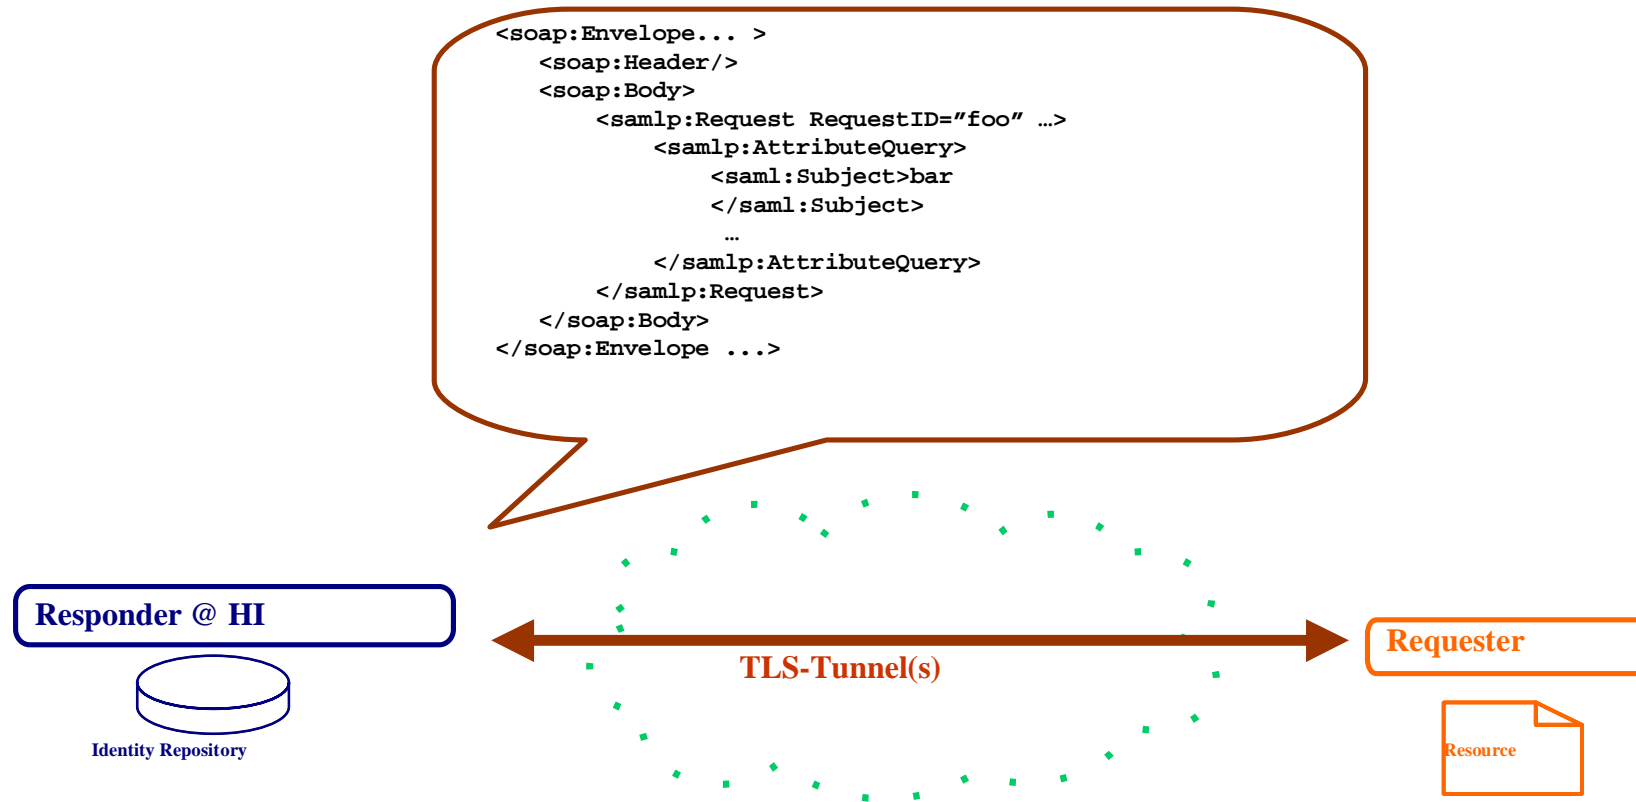 <soap:Envelope... >
<soap:Header/>
<soap:Body>
<samlp:Request RequestID=”foo” …>
<samlp:AttributeQuery>
<saml:Subject>bar
</saml:Subject>
…
</samlp:AttributeQuery>
</samlp:Request>
</soap:Body>
</soap:Envelope ...>
Responder @ HI
Identity Repository
TLS-Tunnel(s)
Requester
Resource